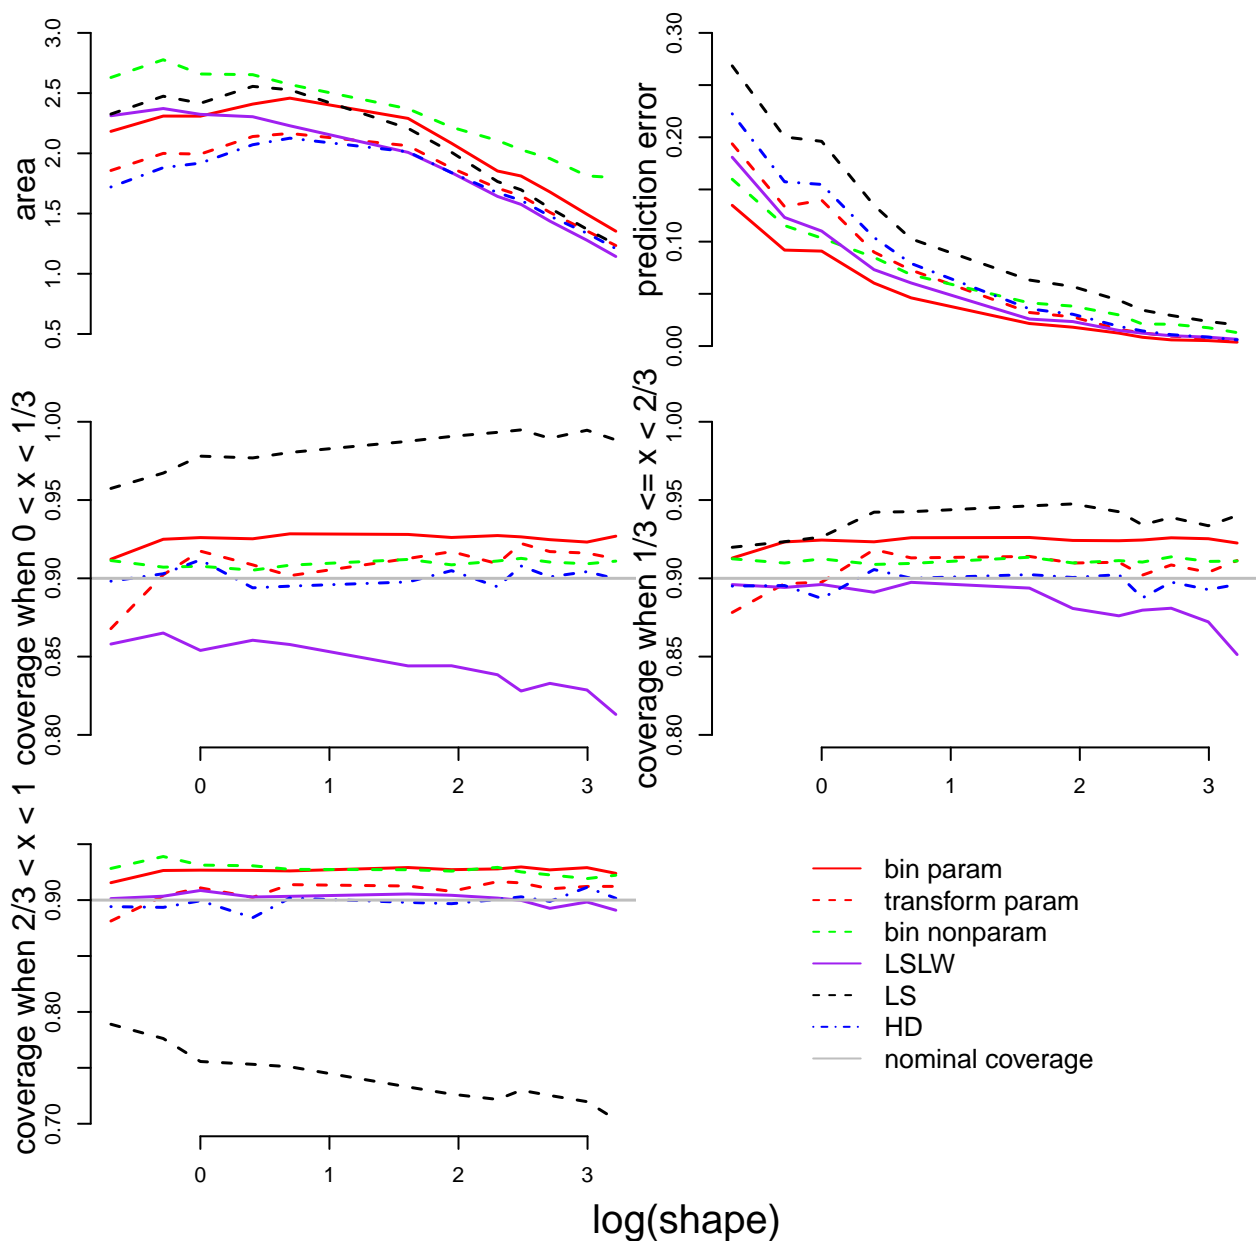 area
3.0
2.5
2.0
1.5
1.0
0.5
prediction error
0.30
0.20
0.10
0.00
coverage when 0 < x < 1/3
1.00
0.95
0.90
0.85
0.80
0 1 2 3
coverage when 1/3 <= x < 2/3
1.00
0.95
0.90
0.85
0.80
0 1 2 3
coverage when 2/3 < x < 1
0.90
0.80
0.70
0 1 2 3
bin param
transform param
bin nonparam
LSLW
LS
HD
nominal coverage
log(shape)